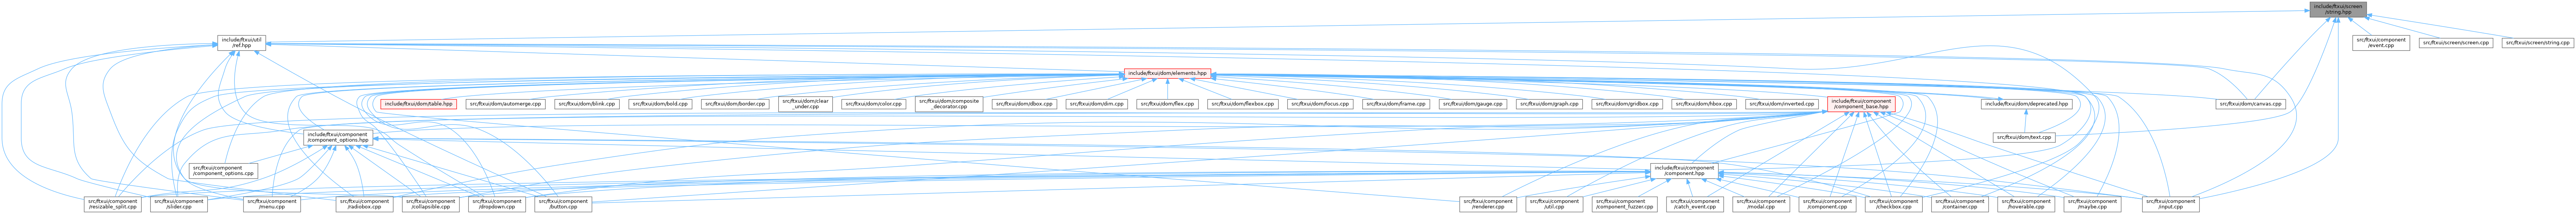 include/ftxui/screen
/string.hpp
include/ftxui/util
/ref.hpp
src/ftxui/component
/event.cpp
src/ftxui/screen/screen.cpp
src/ftxui/screen/string.cpp
include/ftxui/dom/elements.hpp
include/ftxui/dom/table.hpp
src/ftxui/dom/automerge.cpp
src/ftxui/dom/blink.cpp
src/ftxui/dom/bold.cpp
src/ftxui/dom/border.cpp
src/ftxui/dom/clear
_under.cpp
src/ftxui/dom/color.cpp
src/ftxui/dom/composite
_decorator.cpp
src/ftxui/dom/dbox.cpp
src/ftxui/dom/dim.cpp
src/ftxui/dom/flex.cpp
src/ftxui/dom/flexbox.cpp
src/ftxui/dom/focus.cpp
src/ftxui/dom/frame.cpp
src/ftxui/dom/gauge.cpp
src/ftxui/dom/graph.cpp
src/ftxui/dom/gridbox.cpp
src/ftxui/dom/hbox.cpp
src/ftxui/dom/inverted.cpp
include/ftxui/component
/component_base.hpp
include/ftxui/dom/deprecated.hpp
src/ftxui/dom/canvas.cpp
include/ftxui/component
/component_options.hpp
src/ftxui/dom/text.cpp
src/ftxui/component
/component_options.cpp
include/ftxui/component
/component.hpp
src/ftxui/component
/resizable_split.cpp
src/ftxui/component
/slider.cpp
src/ftxui/component
/menu.cpp
src/ftxui/component
/radiobox.cpp
src/ftxui/component
/collapsible.cpp
src/ftxui/component
/dropdown.cpp
src/ftxui/component
/button.cpp
src/ftxui/component
/renderer.cpp
src/ftxui/component
/util.cpp
src/ftxui/component
/component_fuzzer.cpp
src/ftxui/component
/catch_event.cpp
src/ftxui/component
/modal.cpp
src/ftxui/component
/component.cpp
src/ftxui/component
/checkbox.cpp
src/ftxui/component
/container.cpp
src/ftxui/component
/hoverable.cpp
src/ftxui/component
/maybe.cpp
src/ftxui/component
/input.cpp